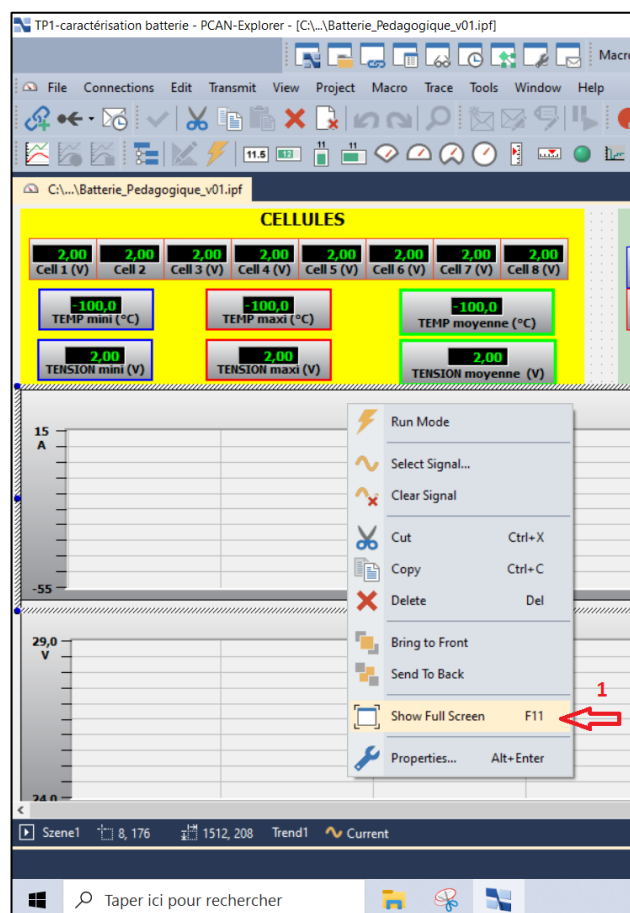 TP1-caractérisation batterie - PCAN-Explorer - [C:\...\Batterie_Pedagogique_v01.ipf]
Macro
File Connections Edit Transmit View Project Macro Trace Tools Window Help
11.5 12 11 11
C:\...\Batterie_Pedagogique_v01.ipf
CELLULES
2,00 2,00 2,00 2,00 2,00 2,00 2,00 2,00
Cell 1 (V) Cell 2 Cell 3 (V) Cell 4 (V) Cell 5 (V) Cell 6 (V) Cell 7 (V) Cell 8 (V)
-100,0 -100,0 -100,0
TEMP mini (°C) TEMP maxi (°C) TEMP moyenne (°C)
2,00 2,00 2,00
TENSION mini (V) TENSION maxi (V) TENSION moyenne (V)
15
A
-55
29,0
V
24,0
Run Mode
Select Signal...
Clear Signal
Cut Ctrl+X
Copy Ctrl+C
Delete Del
Bring to Front
Send To Back
1
Show Full Screen F11
Properties... Alt+Enter
Szene1 8, 176 1512, 208 Trend1 Current
Taper ici pour rechercher